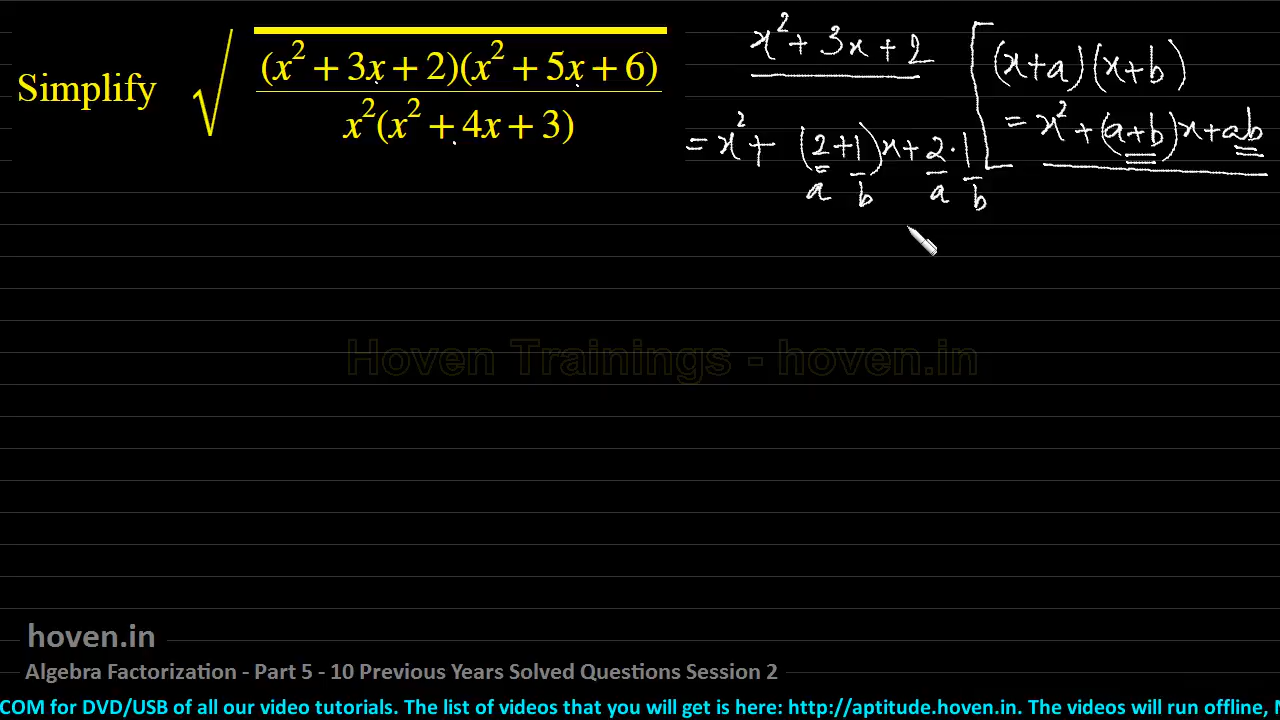 Simplify √((x² + 3x + 2)(x² + 5x + 6) / x²(x² + 4x + 3))
x² + 3x + 2
= x² + (2 + 1)x + 2 · 1
a b a b
(x + a)(x + b)
= x² + (a + b)x + ab
Hoven Trainings - hoven.in
hoven.in
Algebra Factorization - Part 5 - 10 Previous Years Solved Questions Session 2
COM for DVD/USB of all our video tutorials. The list of videos that you will get is here: http://aptitude.hoven.in. The videos will run offline,